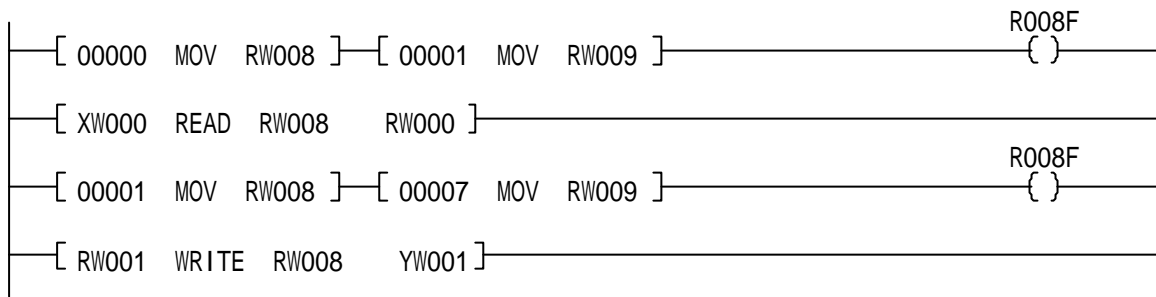 R008F
00000 MOV RW008 00001 MOV RW009
XW000 READ RW008 RW000
R008F
00001 MOV RW008 00007 MOV RW009
RW001 WRITE RW008 YW001